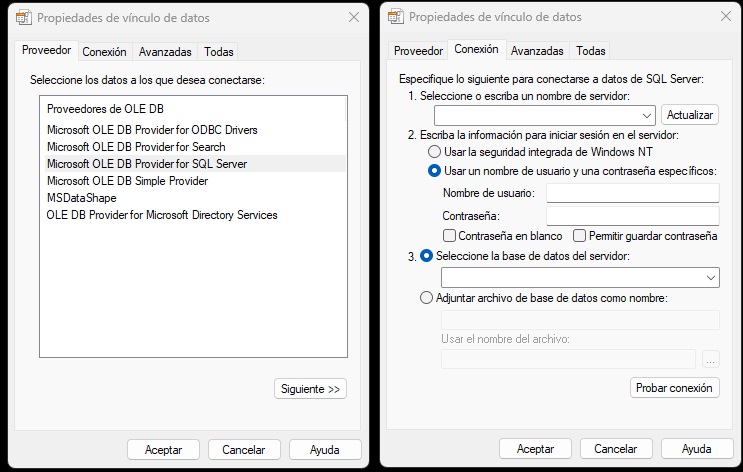 Propiedades de vínculo de datos
Proveedor Conexión Avanzadas Todas
Seleccione los datos a los que desea conectarse:
Proveedores de OLE DB
Microsoft OLE DB Provider for ODBC Drivers
Microsoft OLE DB Provider for Search
Microsoft OLE DB Provider for SQL Server
Microsoft OLE DB Simple Provider
MSDataShape
OLE DB Provider for Microsoft Directory Services
Siguiente >>
Aceptar Cancelar Ayuda
Propiedades de vínculo de datos
Proveedor Conexión Avanzadas Todas
Especifique lo siguiente para conectarse a datos de SQL Server:
1. Seleccione o escriba un nombre de servidor:
Actualizar
2. Escriba la información para iniciar sesión en el servidor:
Usar la seguridad integrada de Windows NT
Usar un nombre de usuario y una contraseña específicos:
Nombre de usuario:
Contraseña:
Contraseña en blanco Permitir guardar contraseña
3. Seleccione la base de datos del servidor:
Adjuntar archivo de base de datos como nombre:
Usar el nombre del archivo:
...
Probar conexión
Aceptar Cancelar Ayuda